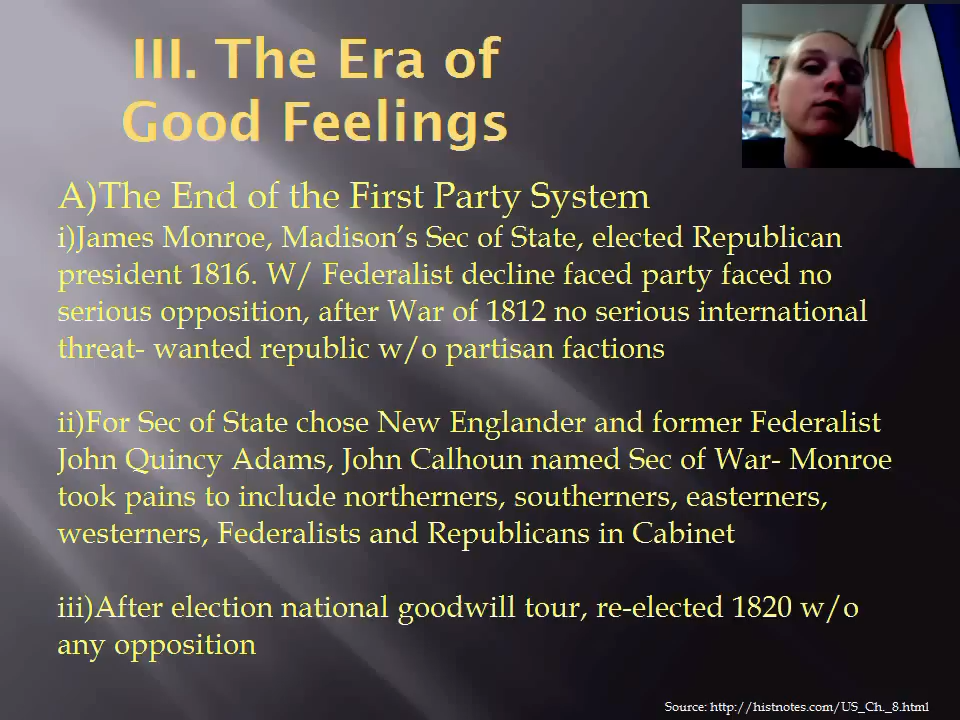 III. The Era of
Good Feelings
A)The End of the First Party System
i)James Monroe, Madison’s Sec of State, elected Republican
president 1816. W/ Federalist decline faced party faced no
serious opposition, after War of 1812 no serious international
threat- wanted republic w/o partisan factions
ii)For Sec of State chose New Englander and former Federalist
John Quincy Adams, John Calhoun named Sec of War- Monroe
took pains to include northerners, southerners, easterners,
westerners, Federalists and Republicans in Cabinet
iii)After election national goodwill tour, re-elected 1820 w/o
any opposition
Source: http://histnotes.com/US_Ch._8.html